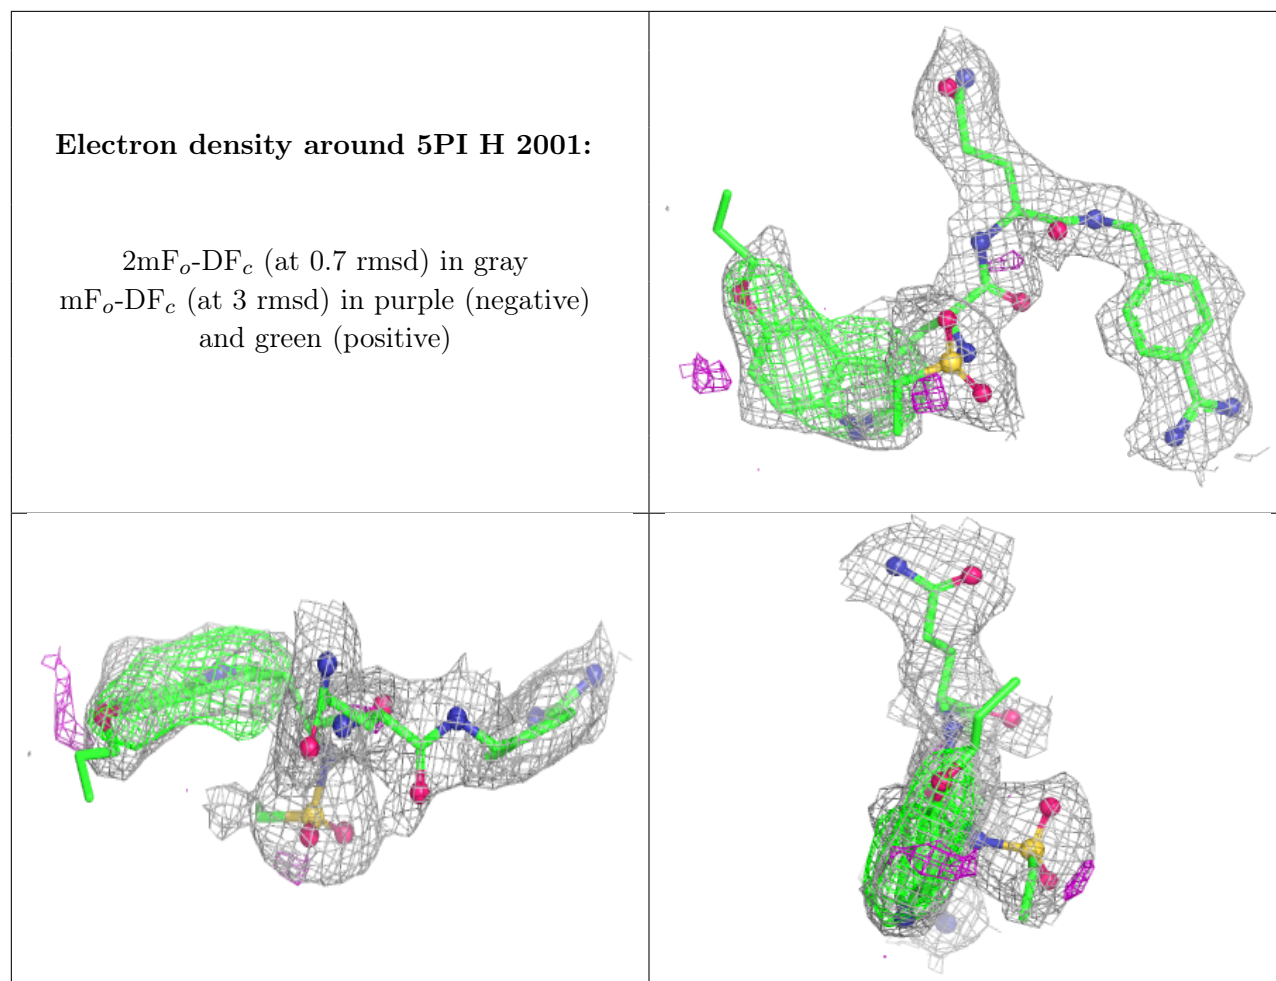 Electron density around 5PI H 2001:
2mFo-DFc (at 0.7 rmsd) in gray
mFo-DFc (at 3 rmsd) in purple (negative)
and green (positive)